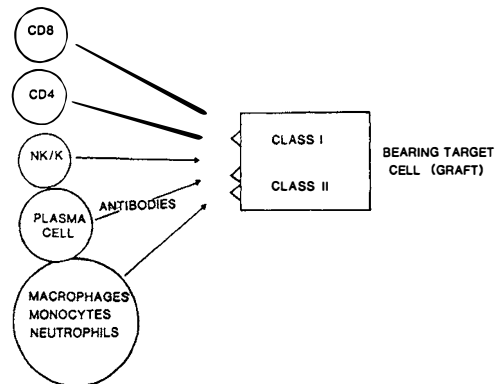 CD8
CD4
NK/K
PLASMA
CELL
ANTIBODIES
MACROPHAGES
MONOCYTES
NEUTROPHILS
CLASS I
CLASS II
BEARING TARGET
CELL (GRAFT)